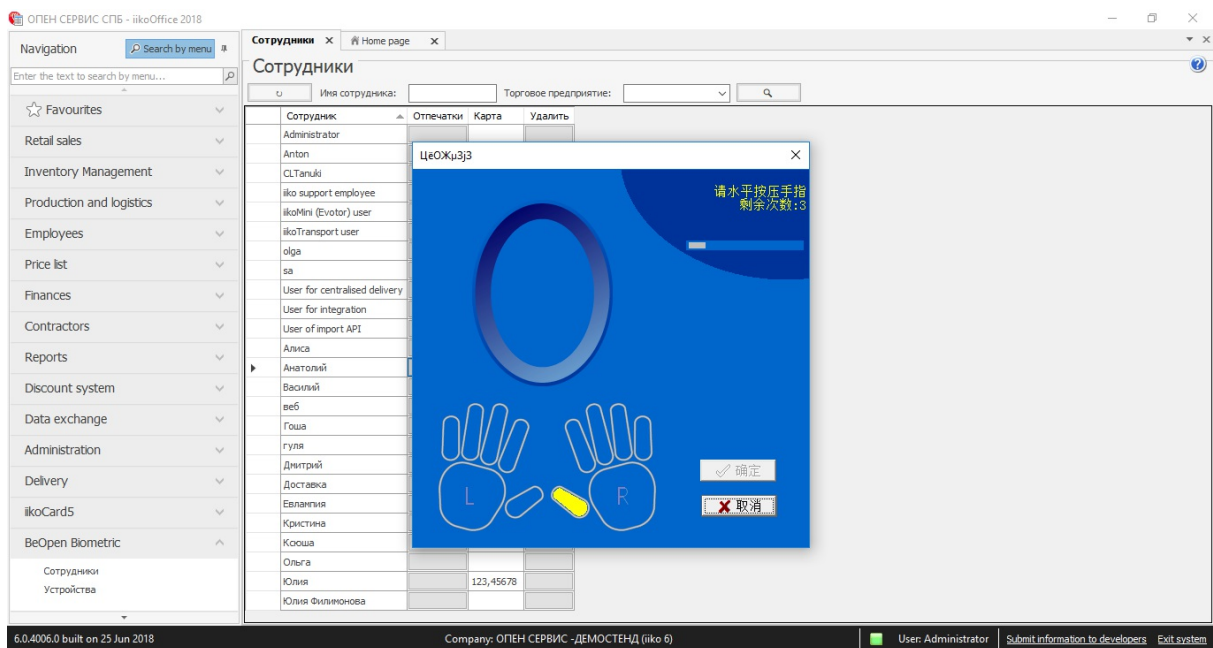 ОПЕН СЕРВИС СПБ - iikoOffice 2018
Navigation
Search by menu
Enter the text to search by menu...
Favourites
Retail sales
Inventory Management
Production and logistics
Employees
Price list
Finances
Contractors
Reports
Discount system
Data exchange
Administration
Delivery
iikoCard5
BeOpen Biometric
Сотрудники
Устройства
Сотрудники
Home page
Сотрудники
Имя сотрудника:
Торговое предприятие:
Сотрудник Отпечатки Карта Удалить
Administrator
Anton
CLTanuki
iiko support employee
iikoMini (Evotor) user
iikoTransport user
olga
sa
User for centralised delivery
User for integration
User of import API
Алиса
Анатолий
Василий
веб
Гоша
гуля
Дмитрий
Доставка
Евлампия
Кристина
Ксюша
Ольга
Юлия 123,45678
Юлия Филимонова
ЦёОЖµЗјЗ
请水平按压手指
剩余次数:3
L
R
确定
取消
6.0.4006.0 built on 25 Jun 2018
Company: ОПЕН СЕРВИС -ДЕМОСТЕНД (iiko 6)
User: Administrator
Submit information to developers
Exit system